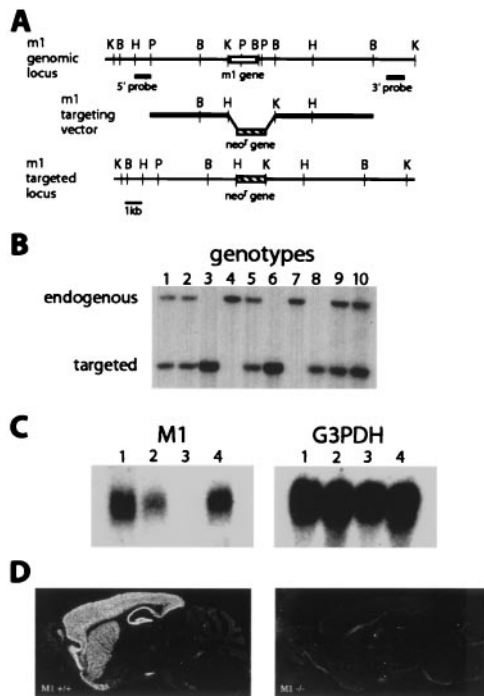 A
m1 genomic locus
K B H P B K P B P B H B K
m1 gene
5' probe
3' probe
m1 targeting vector
B H K H
neoʳ gene
m1 targeted locus
K B H P B H K B H B K
neoʳ gene
1kb
B
genotypes
1 2 3 4 5 6 7 8 9 10
endogenous
targeted
C
M1 G3PDH
1 2 3 4 1 2 3 4
D
M1 +/+ M1 -/-